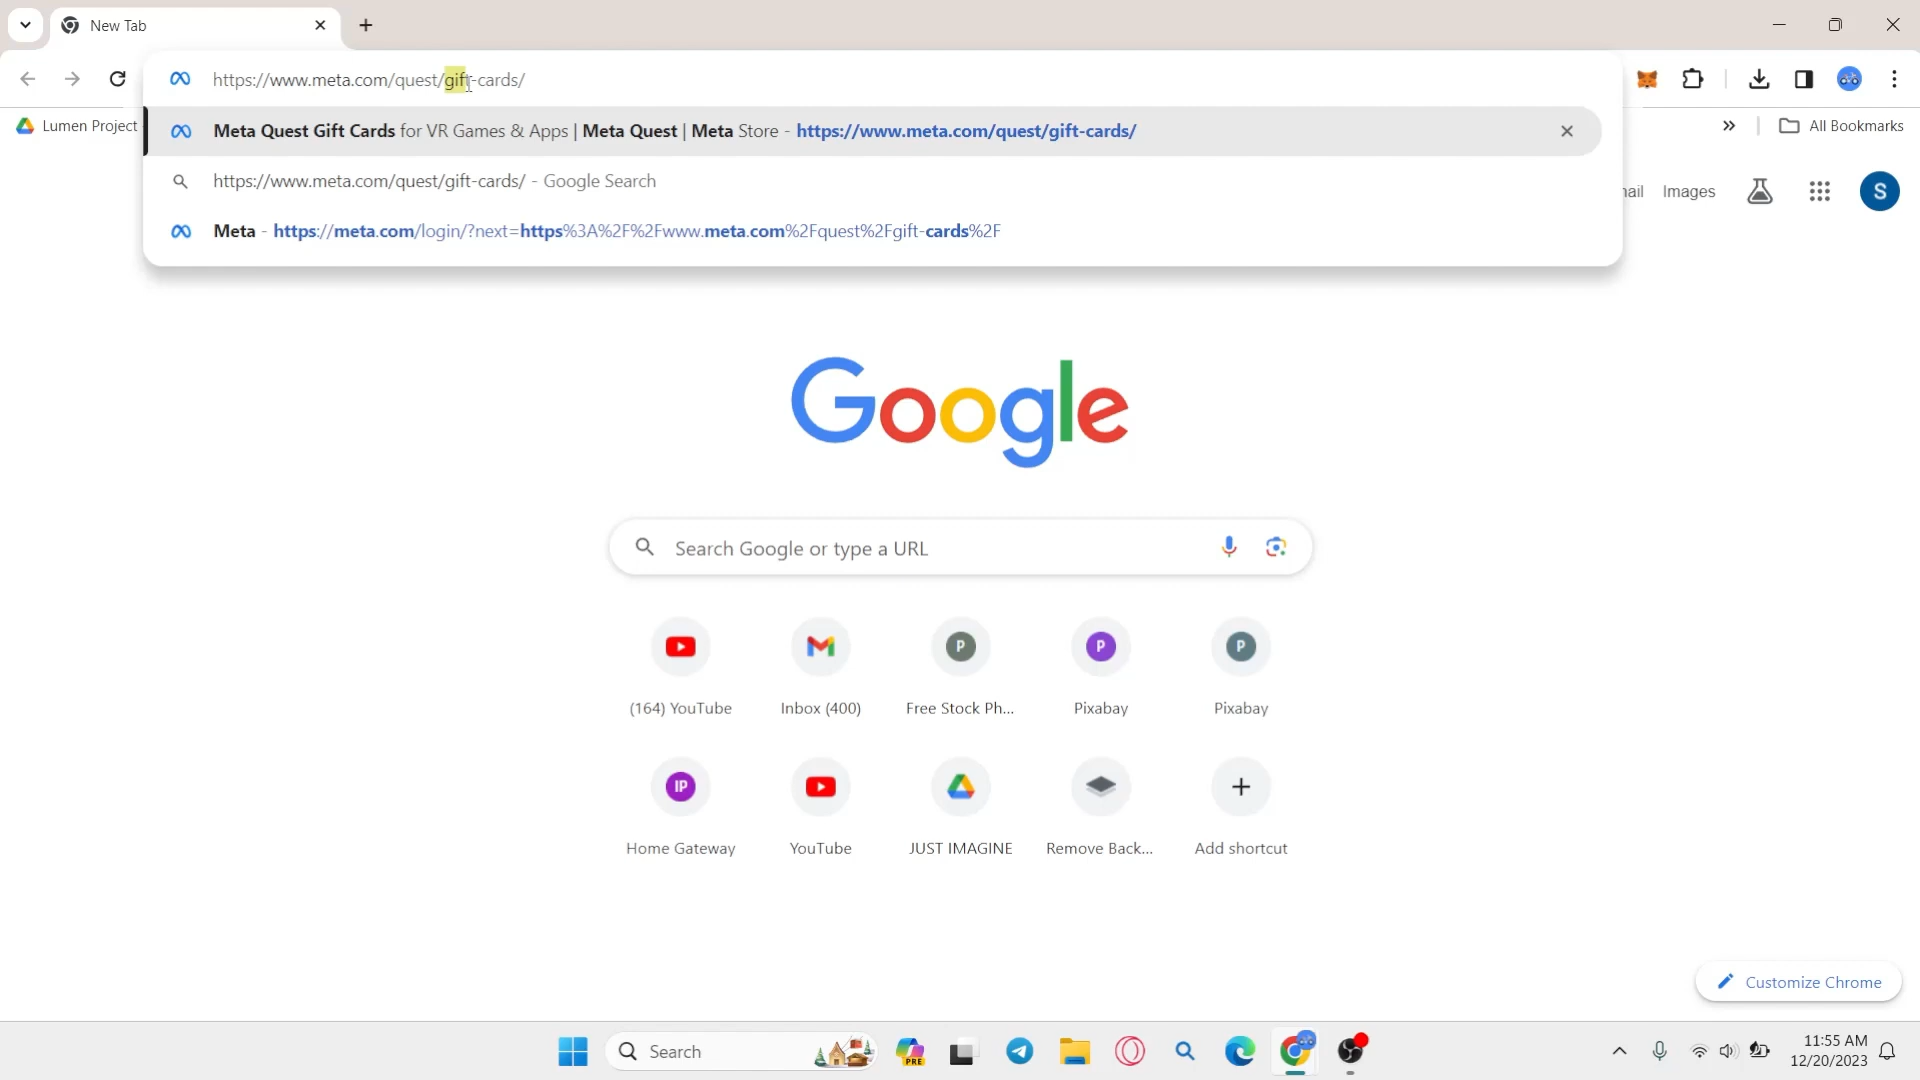 New Tab
https://www.meta.com/quest/gift-cards/
Meta Quest Gift Cards for VR Games & Apps | Meta Quest | Meta Store - https://www.meta.com/quest/gift-cards/
https://www.meta.com/quest/gift-cards/ - Google Search
Meta - https://meta.com/login/?next=https%3A%2F%2Fwww.meta.com%2Fquest%2Fgift-cards%2F
Lumen Project
All Bookmarks
Images
S
Google
Search Google or type a URL
P
P
P
(164) YouTube
Inbox (400)
Free Stock Ph...
Pixabay
Pixabay
IP
Home Gateway
YouTube
JUST IMAGINE
Remove Back...
Add shortcut
Customize Chrome
Search
PRE
11:55 AM
12/20/2023